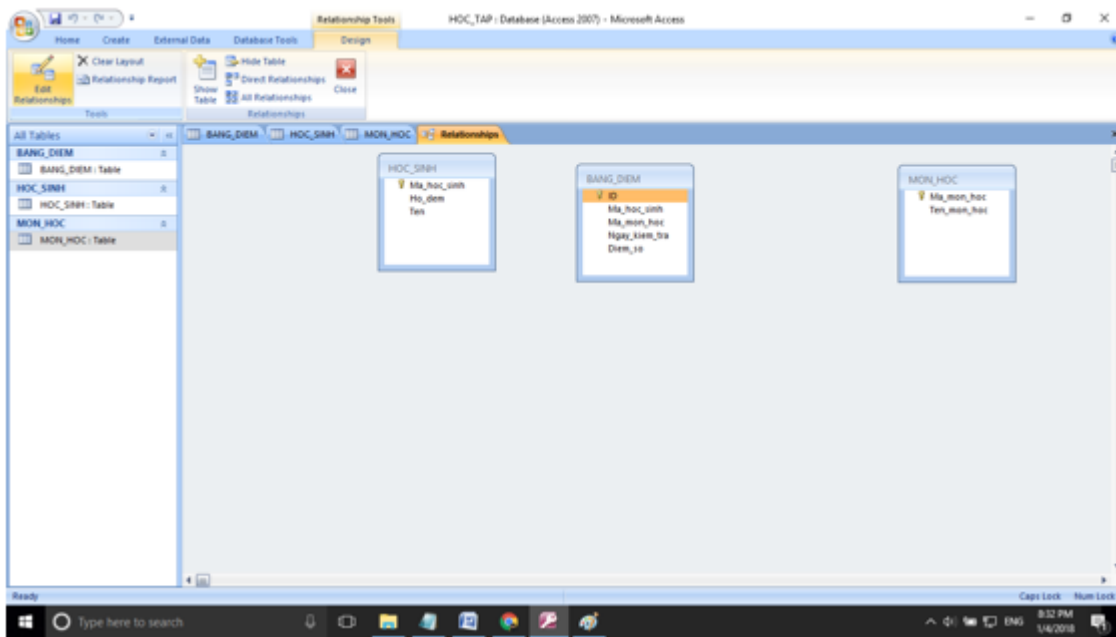 Relationship Tools
HOC_TAP : Database (Access 2007) - Microsoft Access
Home Create External Data Database Tools Design
Edit Relationships
Clear Layout
Relationship Report
Tools
Show Table
Hide Table
Direct Relationships
All Relationships
Close
Relationships
All Tables
BANG_DIEM
BANG_DIEM : Table
HOC_SINH
HOC_SINH : Table
MON_HOC
MON_HOC : Table
BANG_DIEM HOC_SINH MON_HOC Relationships
HOC_SINH
Ma_hoc_sinh
Ho_dem
Ten
BANG_DIEM
ID
Ma_hoc_sinh
Ma_mon_hoc
Ngay_kiem_tra
Diem_so
MON_HOC
Ma_mon_hoc
Ten_mon_hoc
Ready
Caps Lock Num Lock
Type here to search
ENG
8:32 PM
1/4/2018